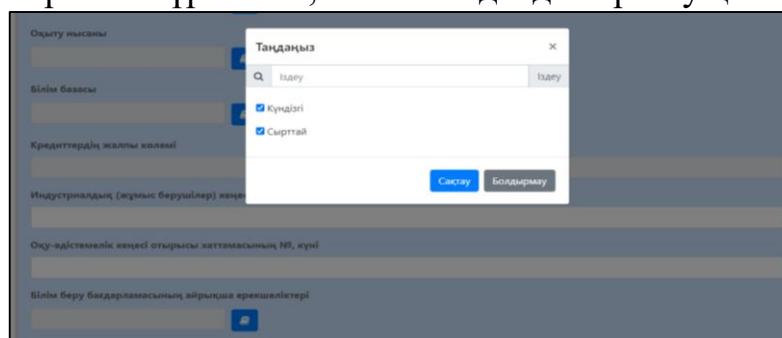 Оқыту нысаны
Таңдаңыз
Іздеу Іздеу
Білім базасы
Күндізгі
Сырттай
Кредиттердің жалпы көлемі
Сақтау Болдырмау
Индустриалдық (жұмыс берушілер)
Оқу-әдістемелік кеңесі отырысы хаттамасының №, күні
Білім беру бағдарламасының айрықша ерекшеліктері